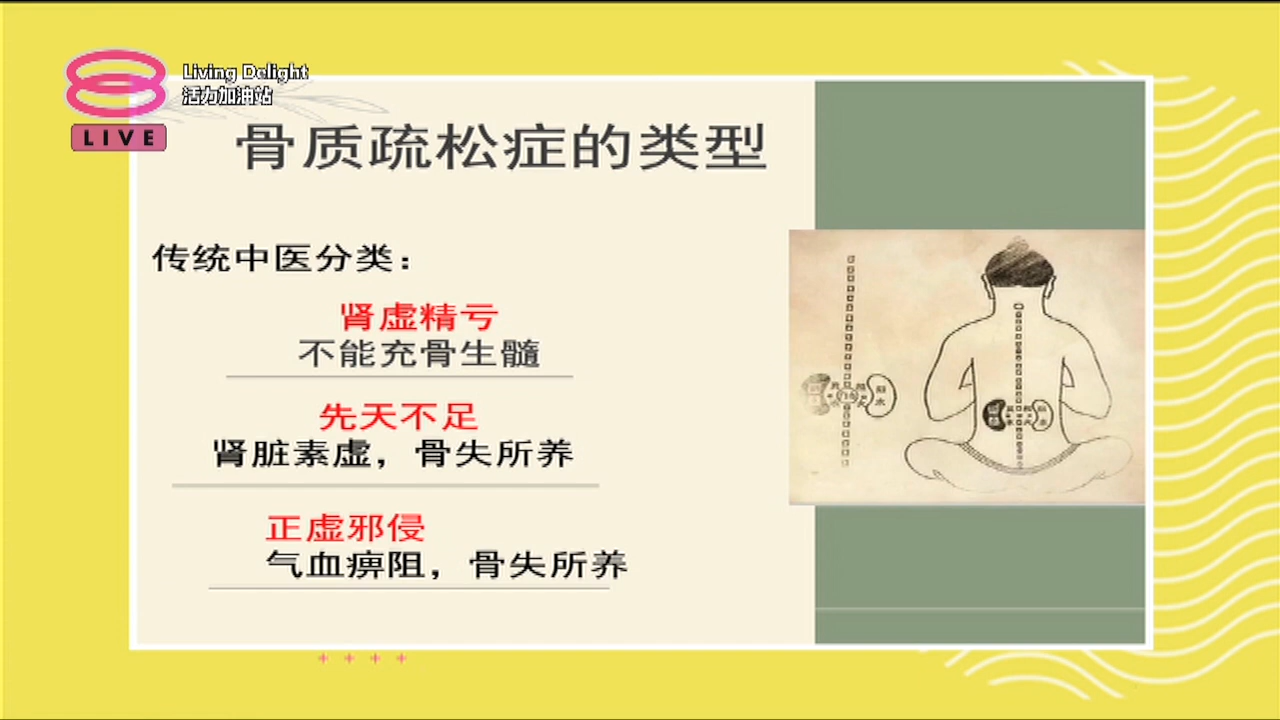 Living Delight
活力加油站
LIVE
骨质疏松症的类型
传统中医分类：
肾虚精亏
不能充骨生髓
先天不足
肾脏素虚，骨失所养
正虚邪侵
气血痹阻，骨失所养